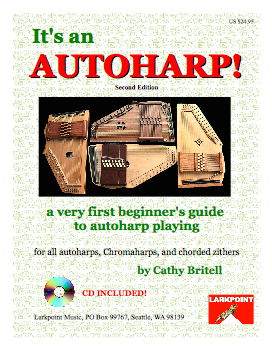 US $24.95
It's an
AUTOHARP!
Second Edition
a very first beginner's guide
to autoharp playing
for all autoharps, Chromaharps, and chorded zithers
by Cathy Britell
CD INCLUDED!
LARKPOINT
Larkpoint Music, PO Box 99767, Seattle, WA 98139